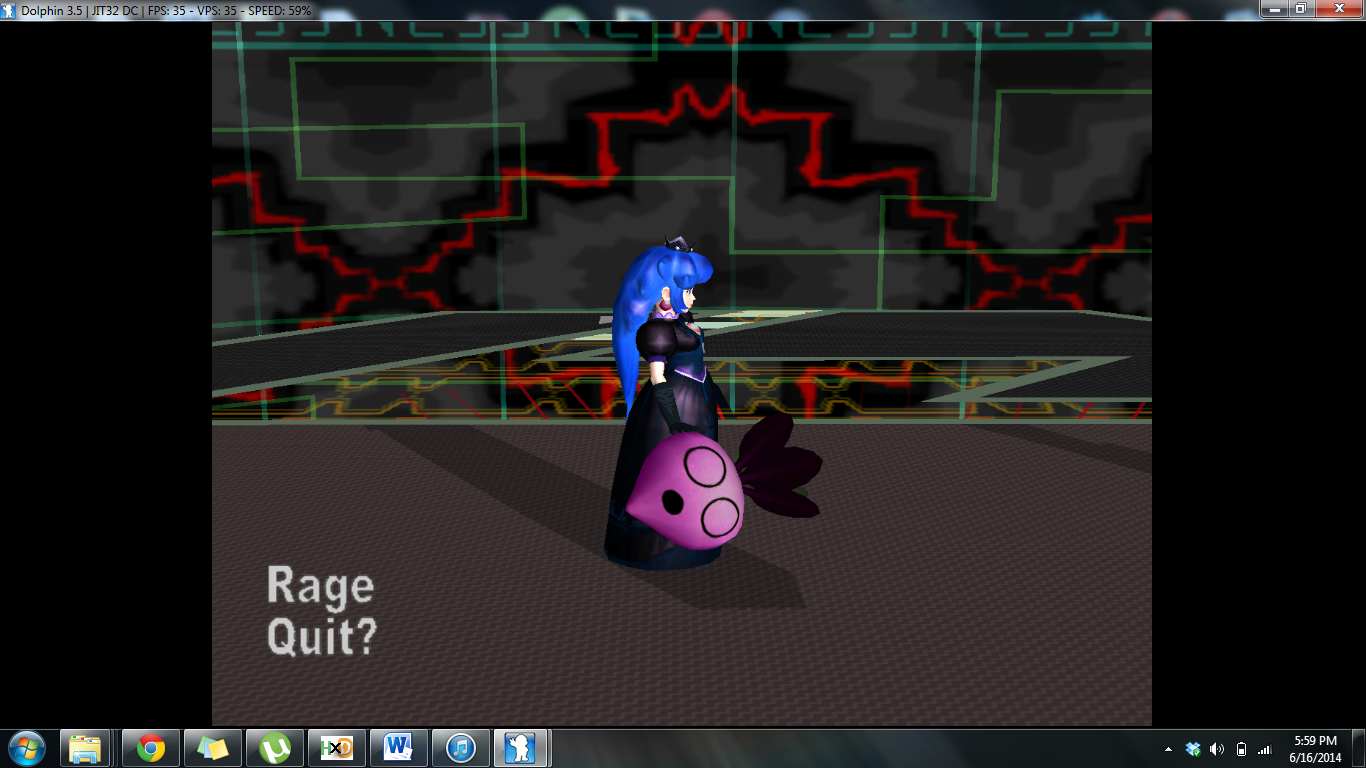 Dolphin 3.5 | JIT32 DC | FPS: 35 - VPS: 35 - SPEED: 59%
Rage
Quit?
HxD
W
5:59 PM
6/16/2014